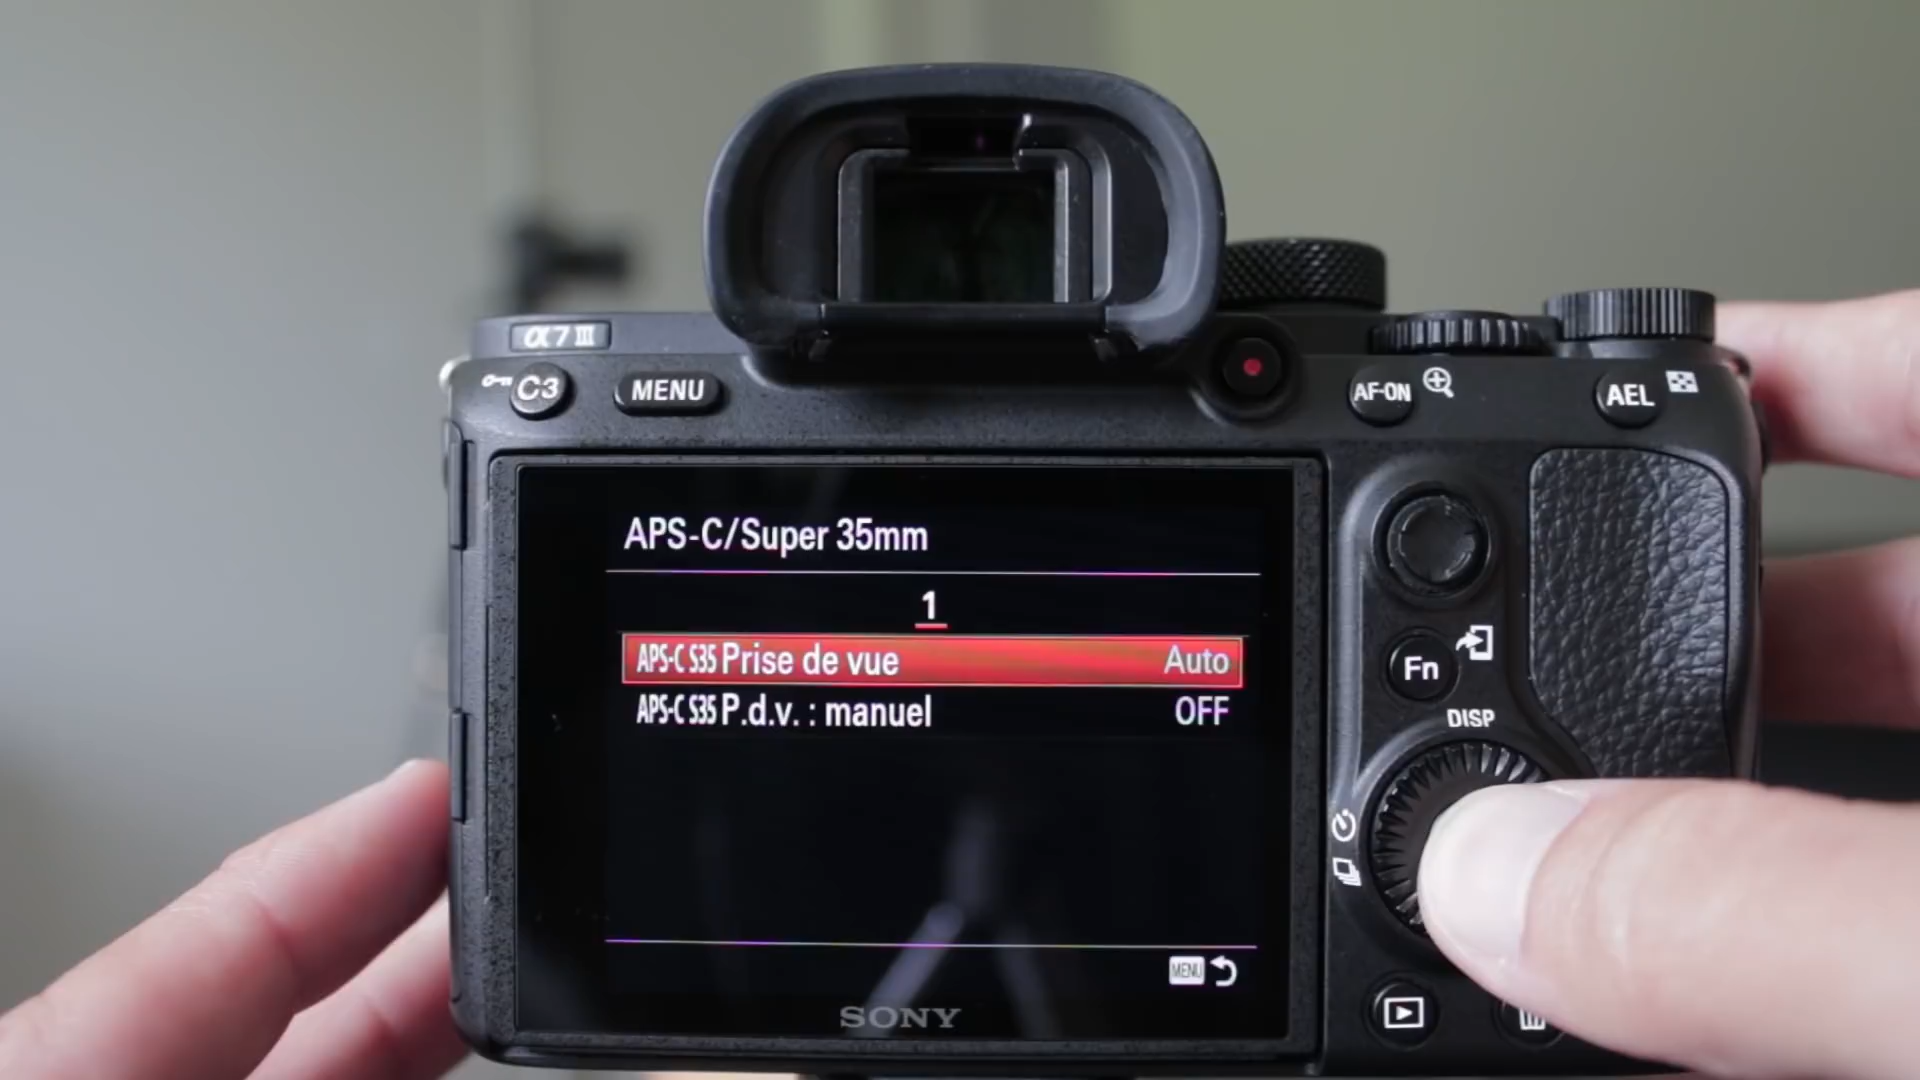 α7 III
C3
MENU
AF-ON
AEL
APS-C/Super 35mm
1
APS-C S35 Prise de vue Auto
APS-C S35 P.d.v. : manuel OFF
Fn
DISP
MENU
SONY